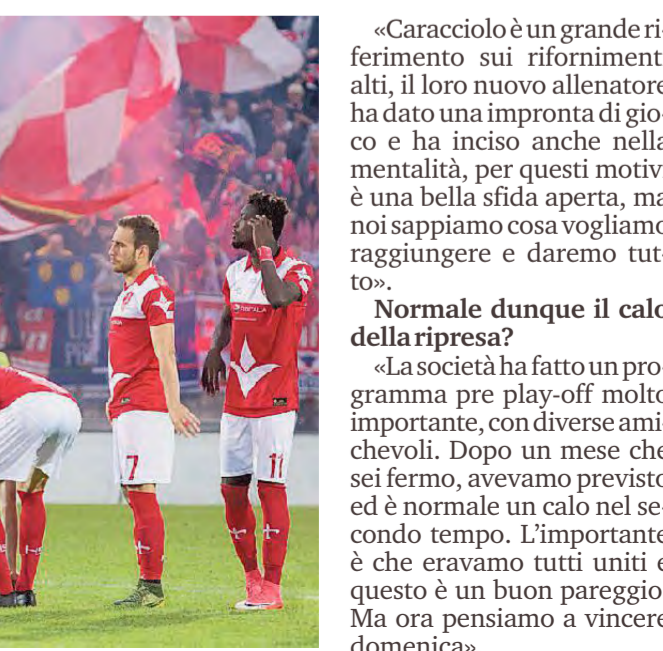 7
11
«Caracciolo è un grande ri-
ferimento sui rifornimenti
alti, il loro nuovo allenatore
ha dato una impronta di gio-
co e ha inciso anche nella
mentalità, per questi motivi
è una bella sfida aperta, ma
noi sappiamo cosa vogliamo
raggiungere e daremo tut-
to».
Normale dunque il calo
della ripresa?
«La società ha fatto un pro-
gramma pre play-off molto
importante, con diverse ami-
chevoli. Dopo un mese che
sei fermo, avevamo previsto
ed è normale un calo nel se-
condo tempo. L'importante
è che eravamo tutti uniti e
questo è un buon pareggio.
Ma ora pensiamo a vincere
domenica»